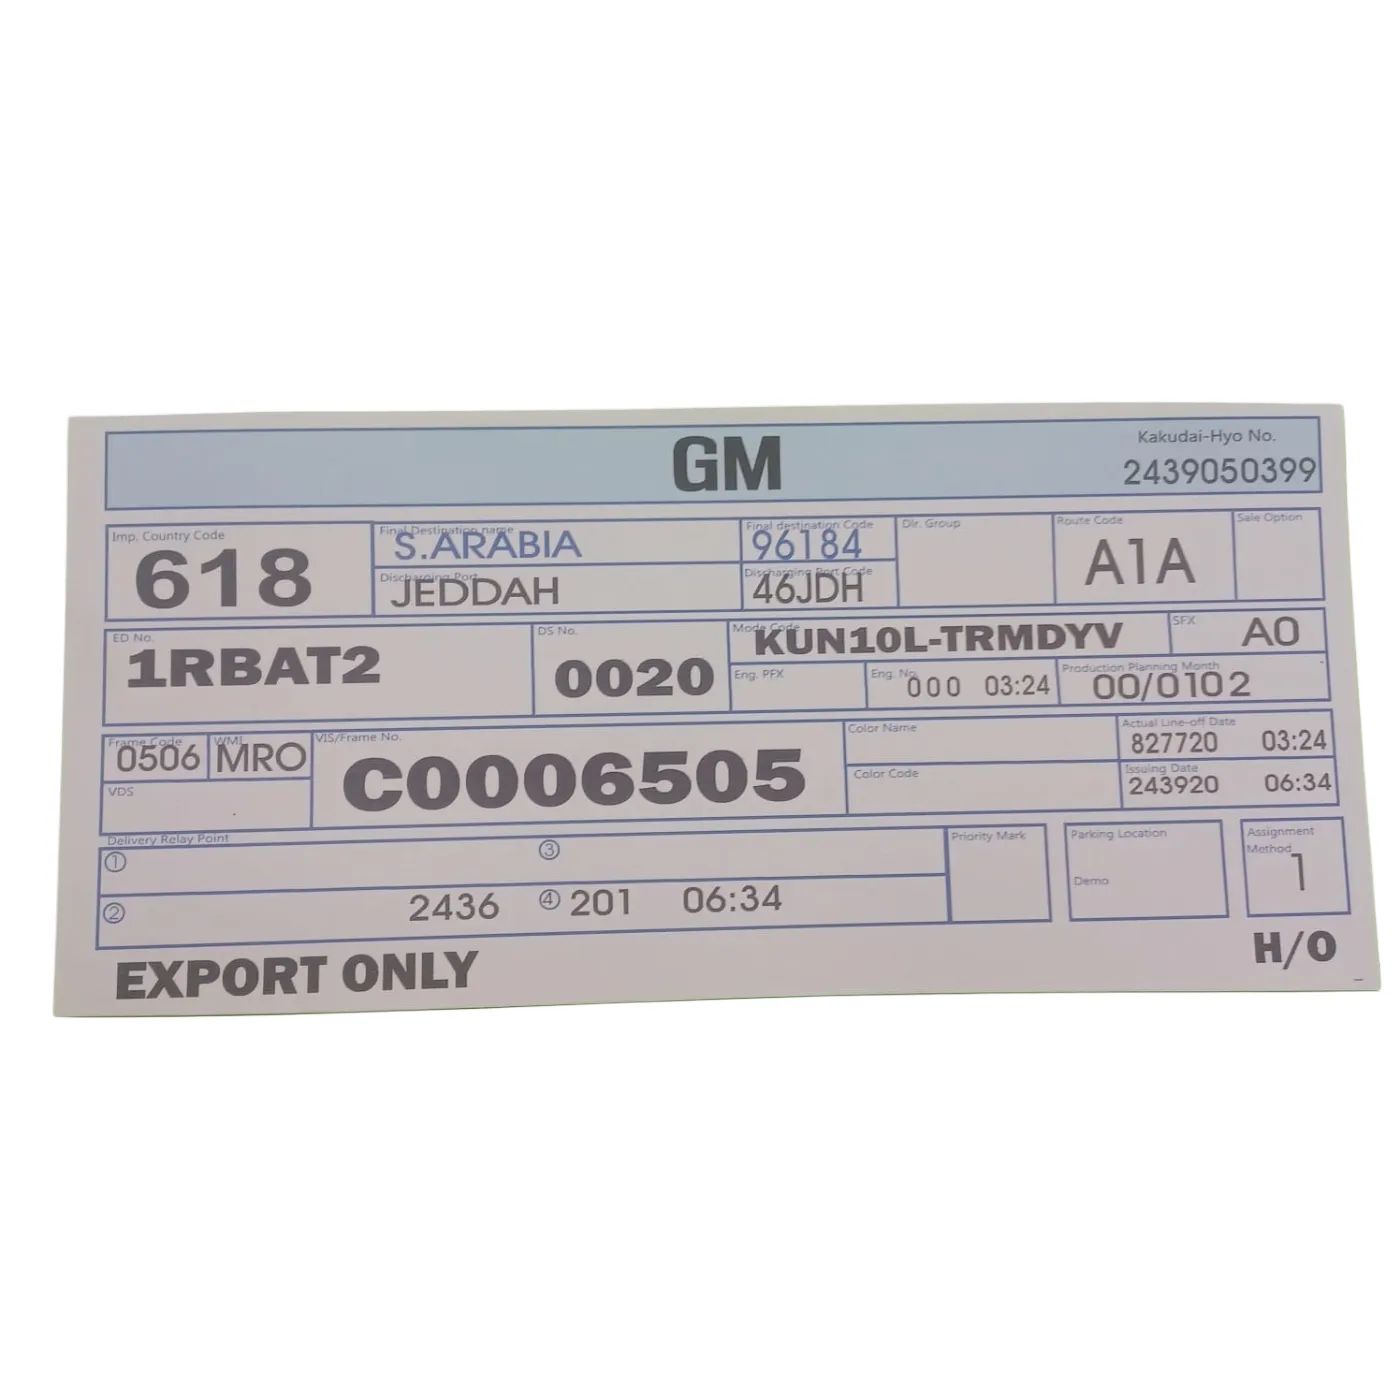 GM
Kakudai-Hyo No.
2439050399
Imp. Country Code
618
Final Destination name
S.ARABIA
Final destination Code
96184
Discharging Port
JEDDAH
Discharging Port Code
46JDH
Dlr. Group
Route Code
A1A
Sale Option
ED No.
1RBAT2
DS No.
0020
Mode Code
KUN10L-TRMDYV
SFX
A0
Eng. PFX
Eng. No.
000 03:24
Production Planning Month
00/0102
Frame Code
0506
WMI
MRO
VDS
VIS/Frame No.
C0006505
Color Name
Color Code
Actual Line-off Date
827720 03:24
Issuing Date
243920 06:34
Delivery Relay Point
①
③
②
2436
④ 201 06:34
Priority Mark
Parking Location
Demo
Assignment
Method
1
EXPORT ONLY
H/O